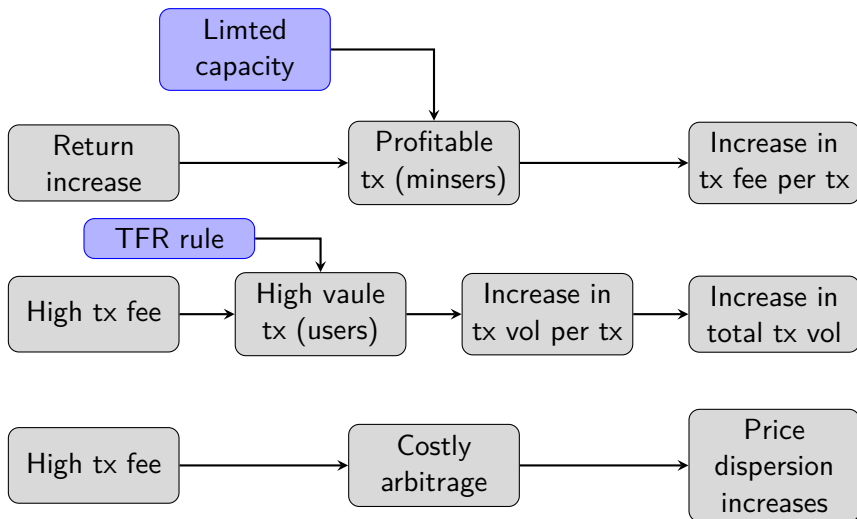 Limted
capacity
Return
increase
Profitable
tx (minsers)
Increase in
tx fee per tx
TFR rule
High tx fee
High vaule
tx (users)
Increase in
tx vol per tx
Increase in
total tx vol
High tx fee
Costly
arbitrage
Price
dispersion
increases